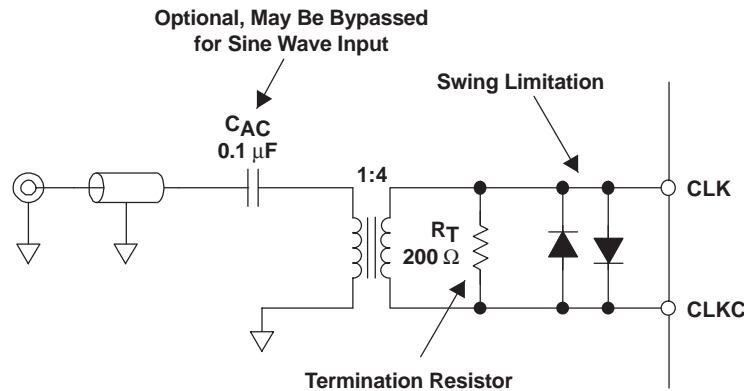 Optional, May Be Bypassed
for Sine Wave Input
Swing Limitation
CAC
0.1 μF
1:4
CLK
RT
200 Ω
CLKC
Termination Resistor